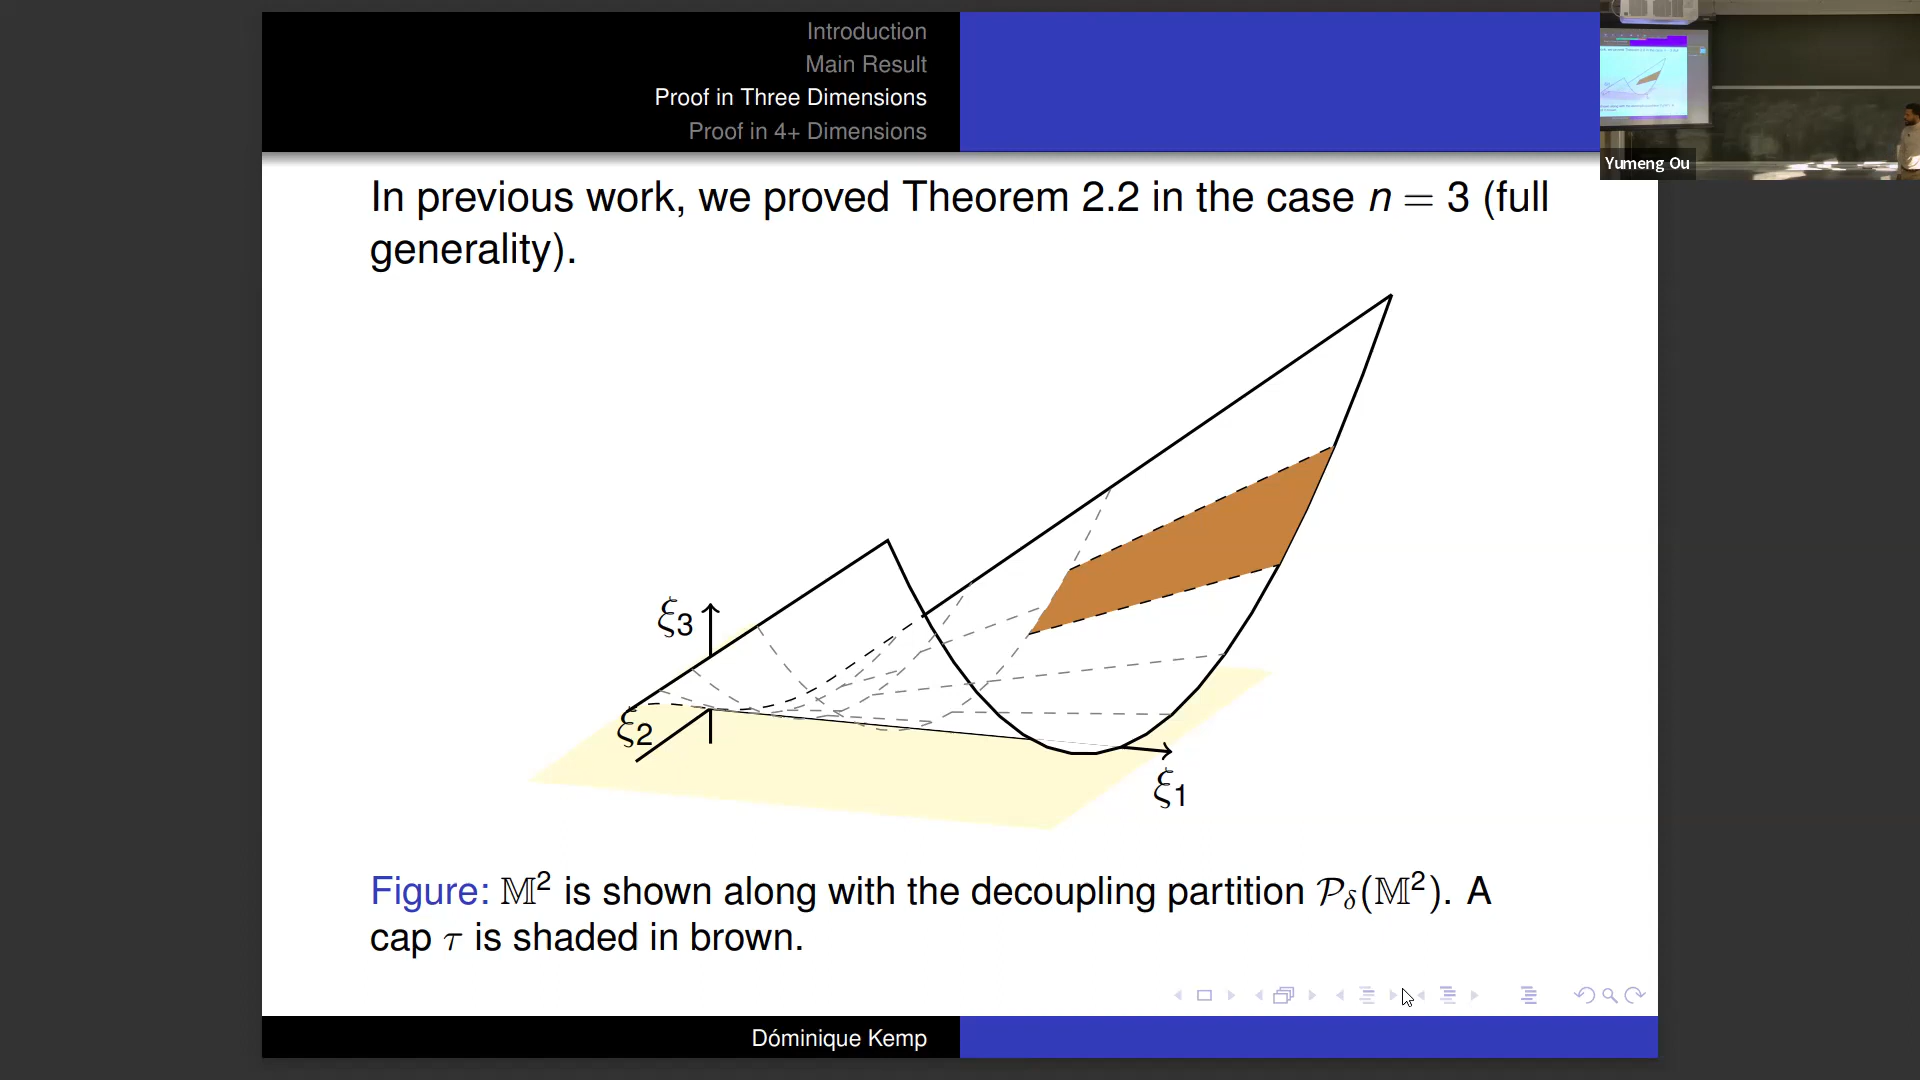 Introduction
Main Result
Proof in Three Dimensions
Proof in 4+ Dimensions
Yumeng Ou
In previous work, we proved Theorem 2.2 in the case n = 3 (full
generality).
ξ3
ξ2
ξ1
Figure: 𝕄² is shown along with the decoupling partition 𝒫δ(𝕄²). A
cap τ is shaded in brown.
Dóminique Kemp